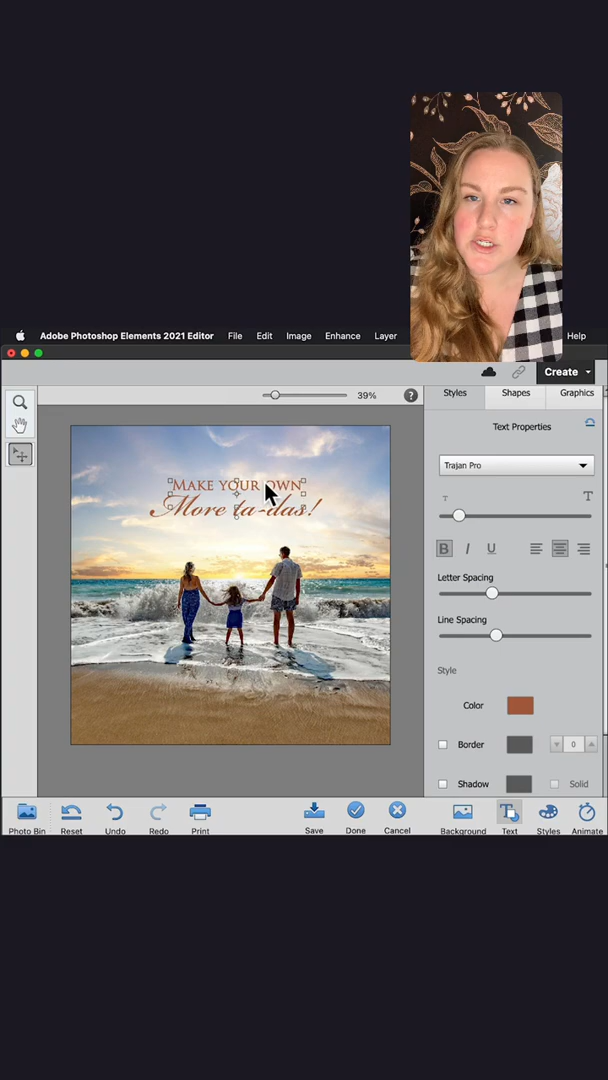 Adobe Photoshop Elements 2021 Editor File Edit Image Enhance Layer Help
Create
39% ?
Styles Shapes Graphics
Text Properties
Trajan Pro
T T
B I U
Letter Spacing
Line Spacing
Style
Color
Border 0
Shadow Solid
MAKE YOUR OWN
More ta-das!
Photo Bin Reset Undo Redo Print Save Done Cancel Background Text Styles Animate